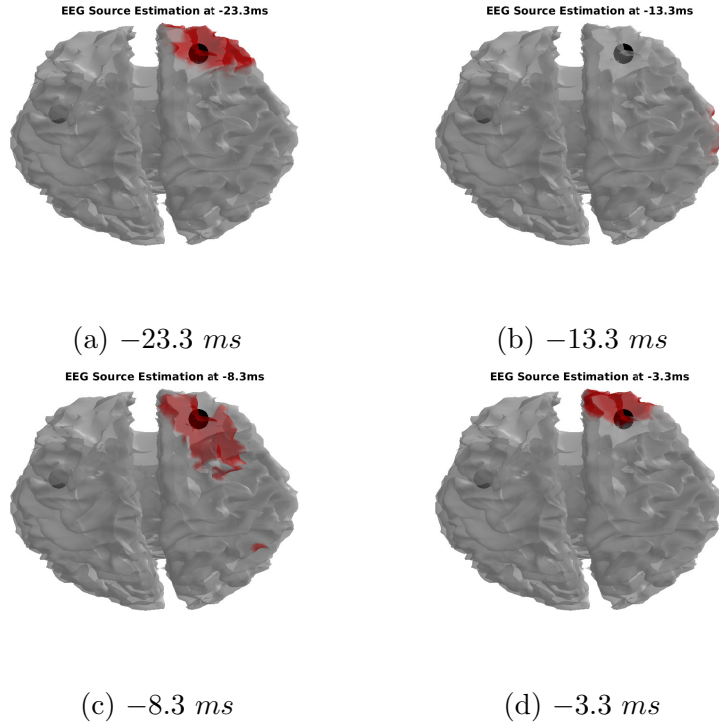 EEG Source Estimation at -23.3ms
EEG Source Estimation at -13.3ms
(a) −23.3 ms
(b) −13.3 ms
EEG Source Estimation at -8.3ms
EEG Source Estimation at -3.3ms
(c) −8.3 ms
(d) −3.3 ms